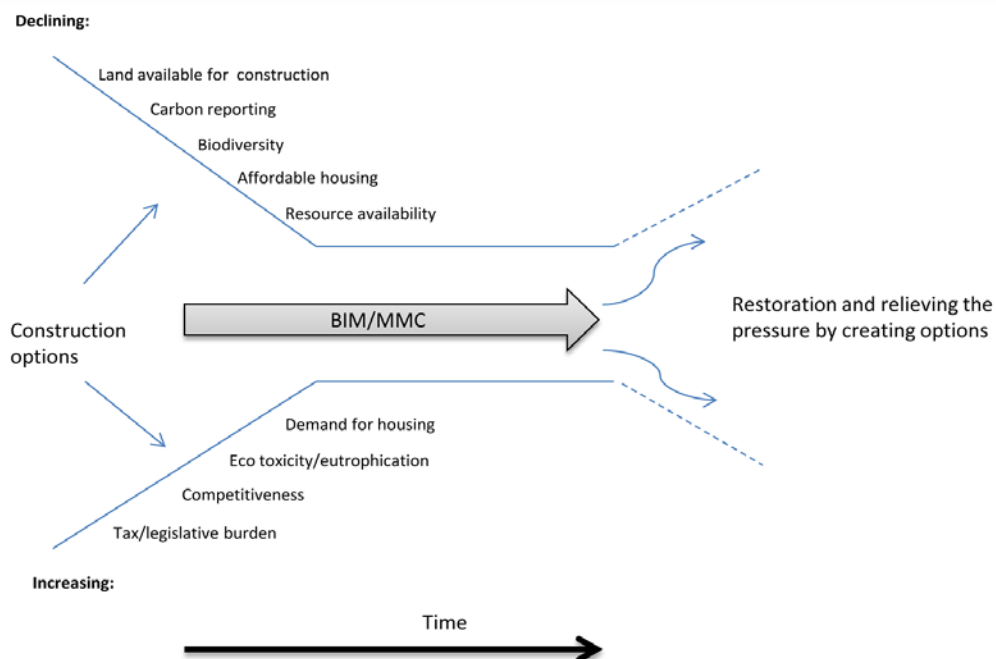 Declining:
Land available for construction
Carbon reporting
Biodiversity
Affordable housing
Resource availability
Construction
options
BIM/MMC
Restoration and relieving the
pressure by creating options
Demand for housing
Eco toxicity/eutrophication
Competitiveness
Tax/legislative burden
Increasing:
Time